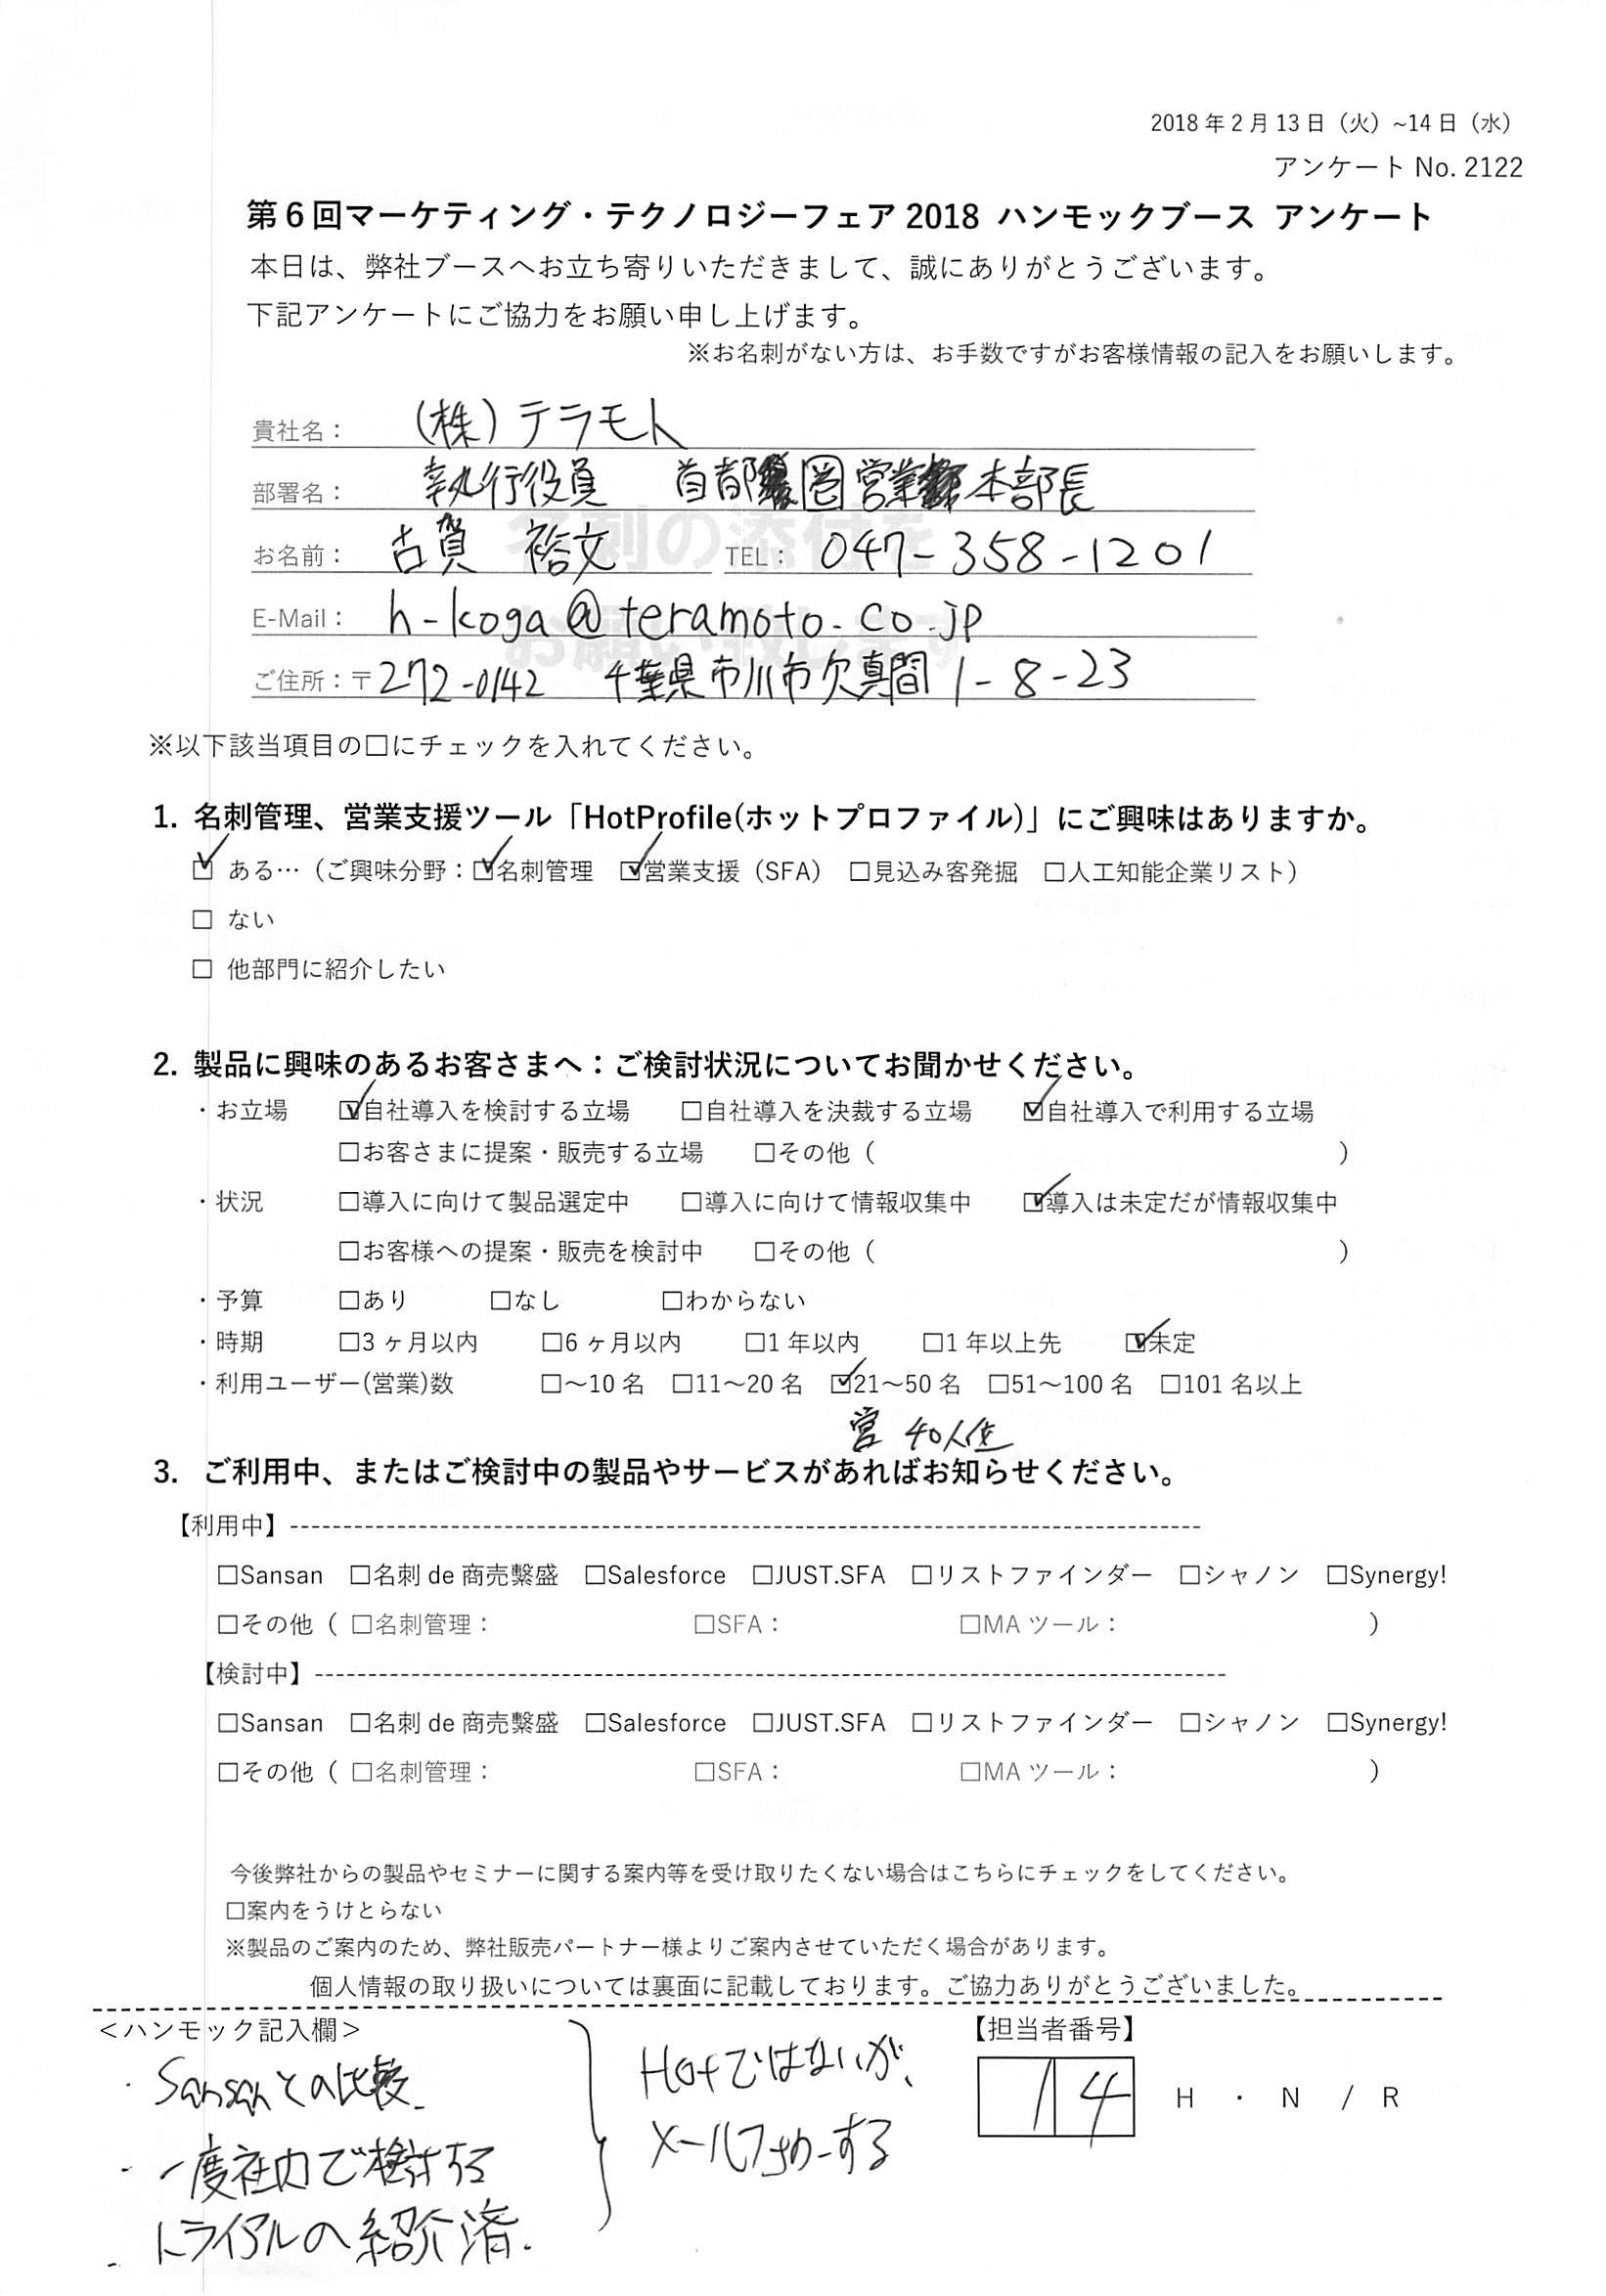 2018 年 2 月 13 日（火）~14 日（水）
アンケート No. 2122
第６回マーケティング・テクノロジーフェア 2018 ハンモックブース アンケート
本日は、弊社ブースへお立ち寄りいただきまして、誠にありがとうございます。
下記アンケートにご協力をお願い申し上げます。
※お名刺がない方は、お手数ですがお客様情報の記入をお願いします。
名刺の添付を
お願い致します
貴社名： (株)テラモト
部署名： 執行役員 首都圏営業本部長
お名前： 古賀 裕文 TEL： 047-358-1201
E-Mail： h-koga@teramoto.co.jp
ご住所：〒272-0142 千葉県市川市欠真間1-8-23
※以下該当項目の□にチェックを入れてください。
1. 名刺管理、営業支援ツール「HotProfile(ホットプロファイル)」にご興味はありますか。
☑ ある…（ご興味分野：☑名刺管理 ☑営業支援（SFA） □見込み客発掘 □人工知能企業リスト）
□ ない
□ 他部門に紹介したい
2. 製品に興味のあるお客さまへ：ご検討状況についてお聞かせください。
・お立場 ☑自社導入を検討する立場 □自社導入を決裁する立場 ☑自社導入で利用する立場
□お客さまに提案・販売する立場 □その他（ ）
・状況 □導入に向けて製品選定中 □導入に向けて情報収集中 ☑導入は未定だが情報収集中
□お客様への提案・販売を検討中 □その他（ ）
・予算 □あり □なし □わからない
・時期 □3 ヶ月以内 □6 ヶ月以内 □1 年以内 □1 年以上先 ☑未定
・利用ユーザー(営業)数 □～10 名 □11～20 名 ☑21～50 名 □51～100 名 □101 名以上
営 40人位
3. ご利用中、またはご検討中の製品やサービスがあればお知らせください。
【利用中】--------------------------------------------------------------------------------
□Sansan □名刺 de 商売繫盛 □Salesforce □JUST.SFA □リストファインダー □シャノン □Synergy!
□その他（ □名刺管理： □SFA： □MA ツール： ）
【検討中】--------------------------------------------------------------------------------
□Sansan □名刺 de 商売繫盛 □Salesforce □JUST.SFA □リストファインダー □シャノン □Synergy!
□その他（ □名刺管理： □SFA： □MA ツール： ）
今後弊社からの製品やセミナーに関する案内等を受け取りたくない場合はこちらにチェックをしてください。
□案内をうけとらない
※製品のご案内のため、弊社販売パートナー様よりご案内させていただく場合があります。
個人情報の取り扱いについては裏面に記載しております。ご協力ありがとうございました。
＜ハンモック記入欄＞
・Sansanとの比較
・一度社内で検討する
・トライアルの紹介済.
Hotではないが、
メールフォローする
【担当者番号】
14 H ・ N / R